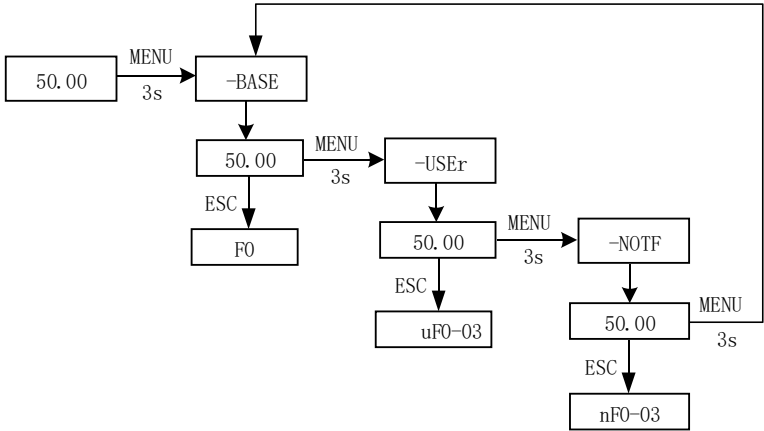 MENU
50.00
-BASE
3s
MENU
50.00
-USEr
3s
ESC
MENU
F0
50.00
-NOTF
3s
ESC
MENU
uF0-03
50.00
3s
ESC
nF0-03